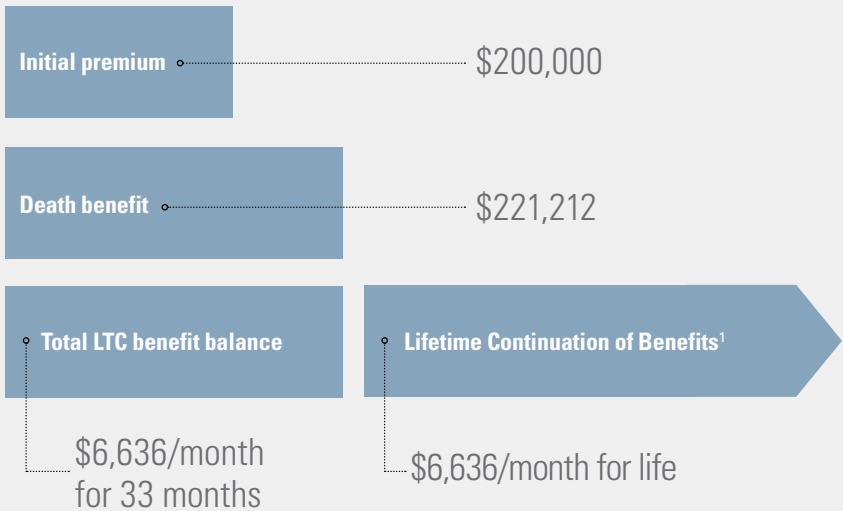 Initial premium
$200,000
Death benefit
$221,212
Total LTC benefit balance
Lifetime Continuation of Benefits¹
$6,636/month
for 33 months
$6,636/month for life